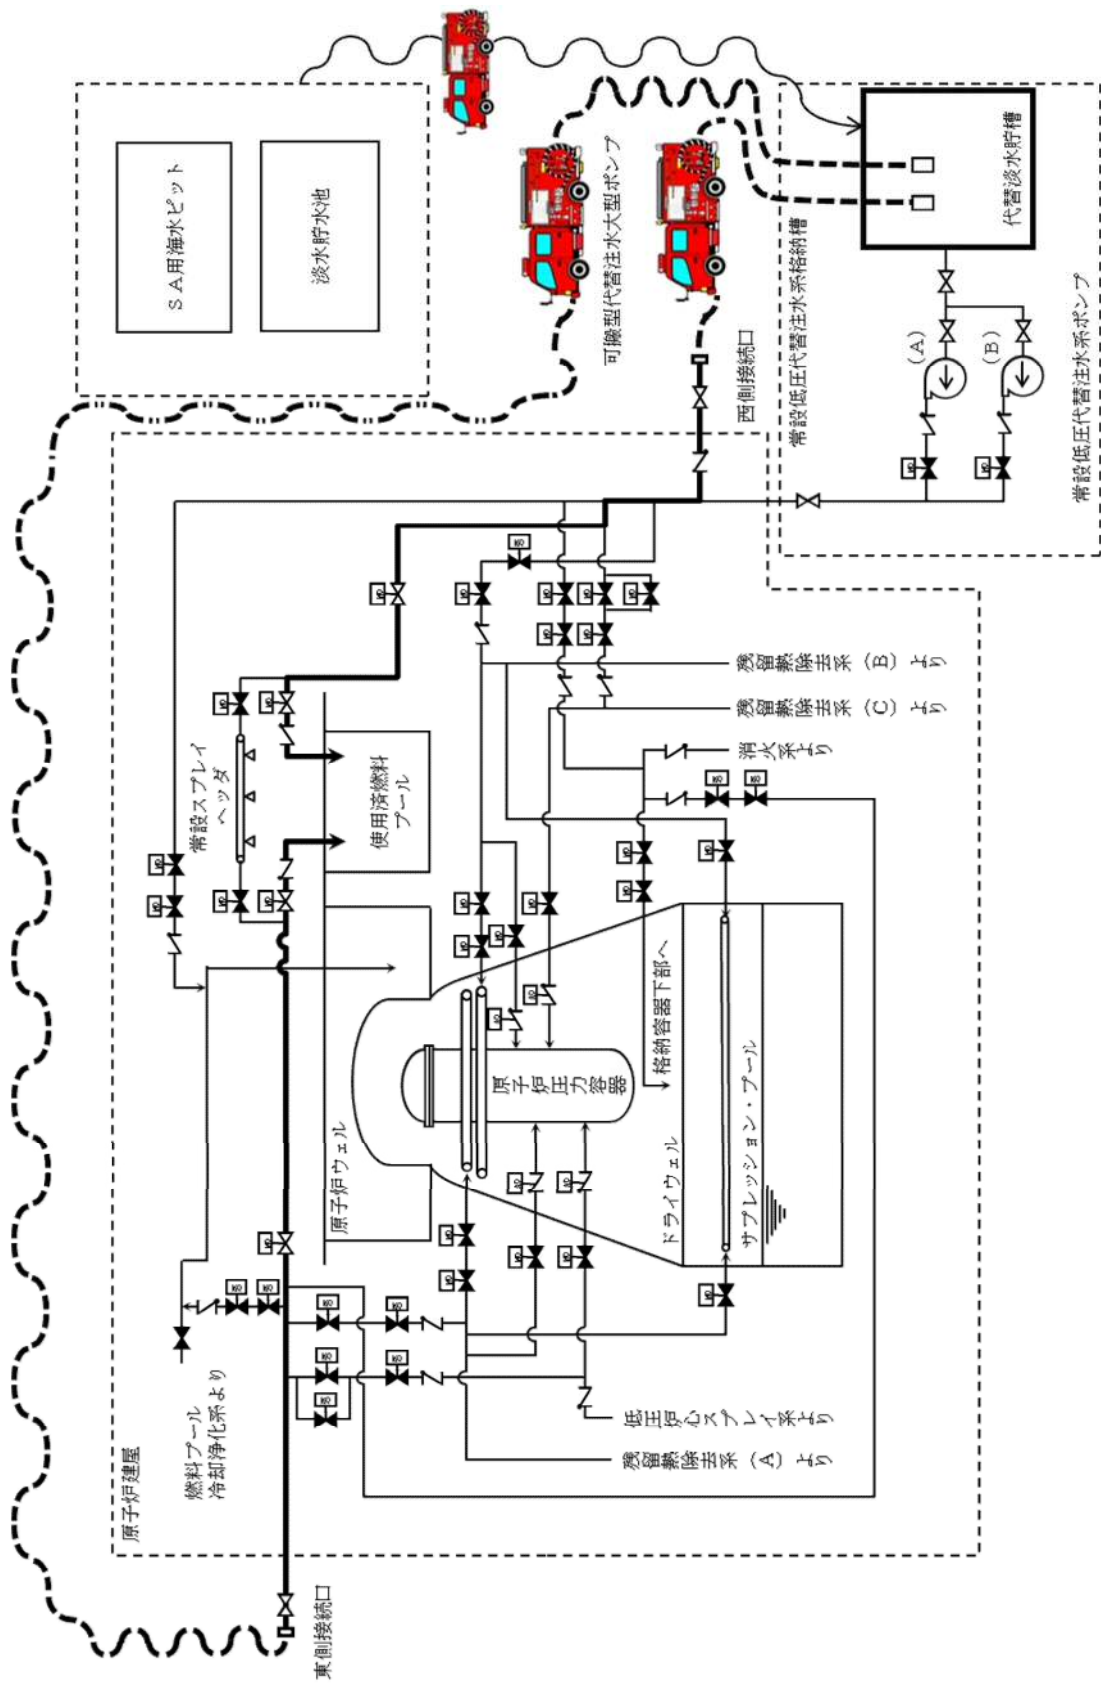 原子炉建屋
東側接続口
燃料プール
冷却浄化系より
常設スプレイ
ヘッダ
使用済燃料
プール
原子炉ウェル
原子炉圧力容器
ドライウェル
サプレッション・プール
格納容器下部へ
低圧炉心スプレイ系より
残留熱除去系(A)より
残留熱除去系(B)より
残留熱除去系(C)より
消火系より
SA用海水ピット
淡水貯水池
可搬型代替注水大型ポンプ
西側接続口
常設低圧代替注水系格納槽
代替淡水貯槽
(A)
(B)
常設低圧代替注水系ポンプ